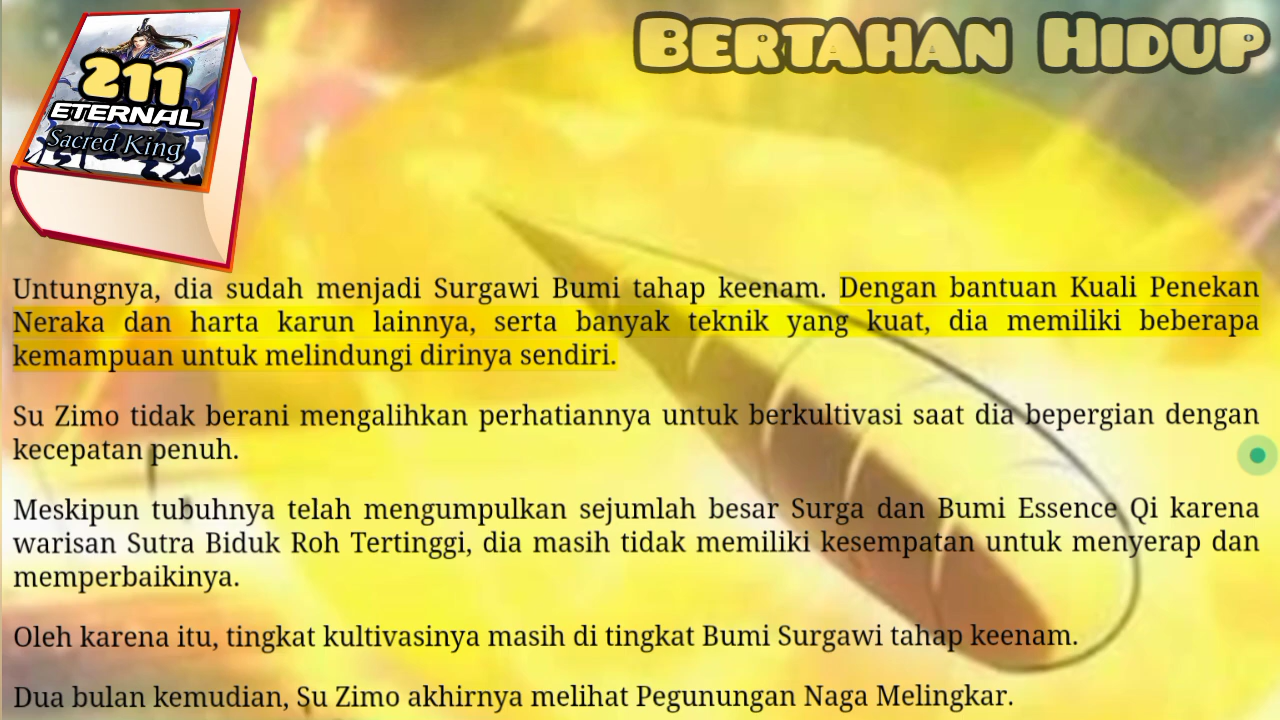 BERTAHAN HIDUP
211
ETERNAL
Sacred King
Untungnya, dia sudah menjadi Surgawi Bumi tahap keenam. Dengan bantuan Kuali Penekan
Neraka dan harta karun lainnya, serta banyak teknik yang kuat, dia memiliki beberapa
kemampuan untuk melindungi dirinya sendiri.
Su Zimo tidak berani mengalihkan perhatiannya untuk berkultivasi saat dia bepergian dengan
kecepatan penuh.
Meskipun tubuhnya telah mengumpulkan sejumlah besar Surga dan Bumi Essence Qi karena
warisan Sutra Biduk Roh Tertinggi, dia masih tidak memiliki kesempatan untuk menyerap dan
memperbaikinya.
Oleh karena itu, tingkat kultivasinya masih di tingkat Bumi Surgawi tahap keenam.
Dua bulan kemudian, Su Zimo akhirnya melihat Pegunungan Naga Melingkar.